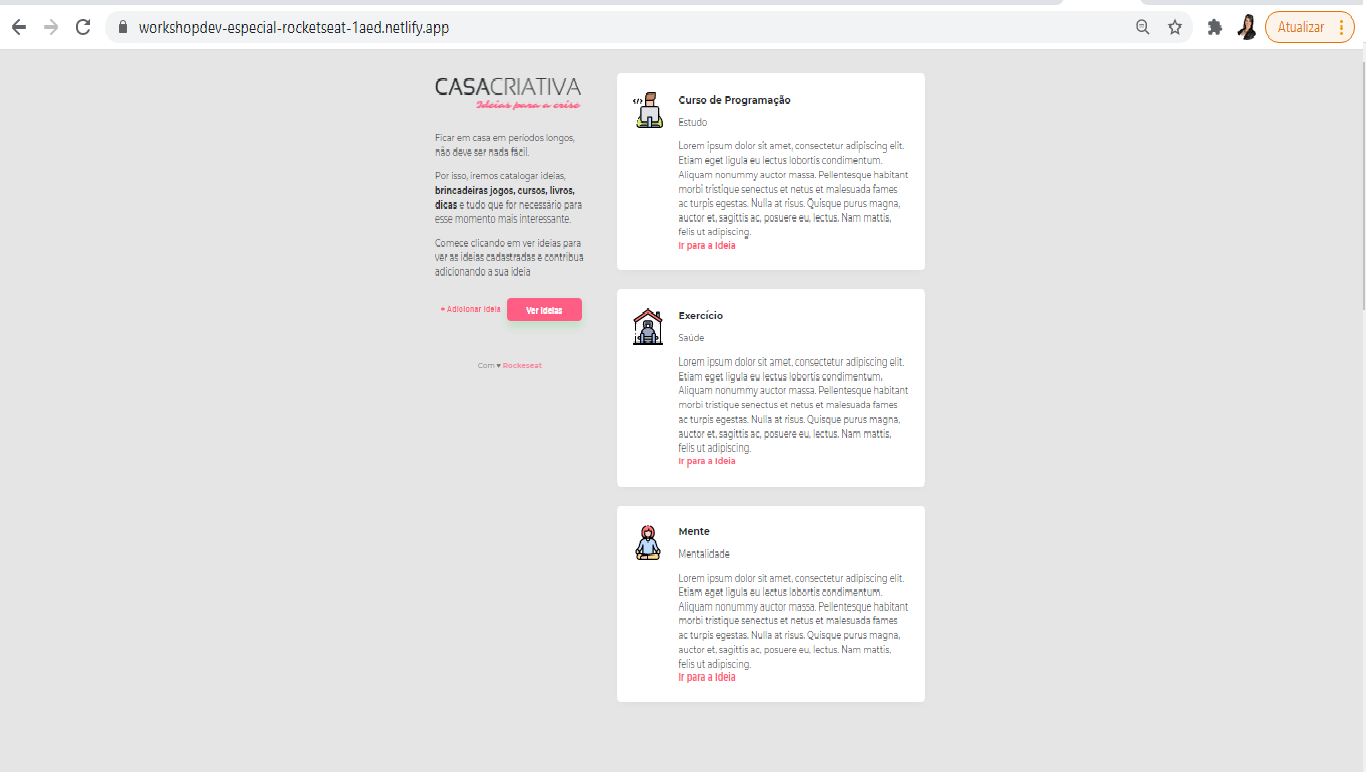 workshopdev-especial-rocketseat-1aed.netlify.app
Atualizar
CASACRIATIVA
Ideias para a crise
Ficar em casa em períodos longos,
não deve ser nada fácil.
Por isso, iremos catalogar ideias,
brincadeiras jogos, cursos, livros,
dicas e tudo que for necessário para
esse momento mais interessante.
Comece clicando em ver ideias para
ver as ideias cadastradas e contribua
adicionando a sua ideia
+ Adicionar Ideia
Ver Ideias
Com ♥ Rockeseat
</>
Curso de Programação
Estudo
Lorem ipsum dolor sit amet, consectetur adipiscing elit.
Etiam eget ligula eu lectus lobortis condimentum.
Aliquam nonummy auctor massa. Pellentesque habitant
morbi tristique senectus et netus et malesuada fames
ac turpis egestas. Nulla at risus. Quisque purus magna,
auctor et, sagittis ac, posuere eu, lectus. Nam mattis,
felis ut adipiscing.
Ir para a Ideia
Exercício
Saúde
Lorem ipsum dolor sit amet, consectetur adipiscing elit.
Etiam eget ligula eu lectus lobortis condimentum.
Aliquam nonummy auctor massa. Pellentesque habitant
morbi tristique senectus et netus et malesuada fames
ac turpis egestas. Nulla at risus. Quisque purus magna,
auctor et, sagittis ac, posuere eu, lectus. Nam mattis,
felis ut adipiscing.
Ir para a Ideia
Mente
Mentalidade
Lorem ipsum dolor sit amet, consectetur adipiscing elit.
Etiam eget ligula eu lectus lobortis condimentum.
Aliquam nonummy auctor massa. Pellentesque habitant
morbi tristique senectus et netus et malesuada fames
ac turpis egestas. Nulla at risus. Quisque purus magna,
auctor et, sagittis ac, posuere eu, lectus. Nam mattis,
felis ut adipiscing.
Ir para a Ideia